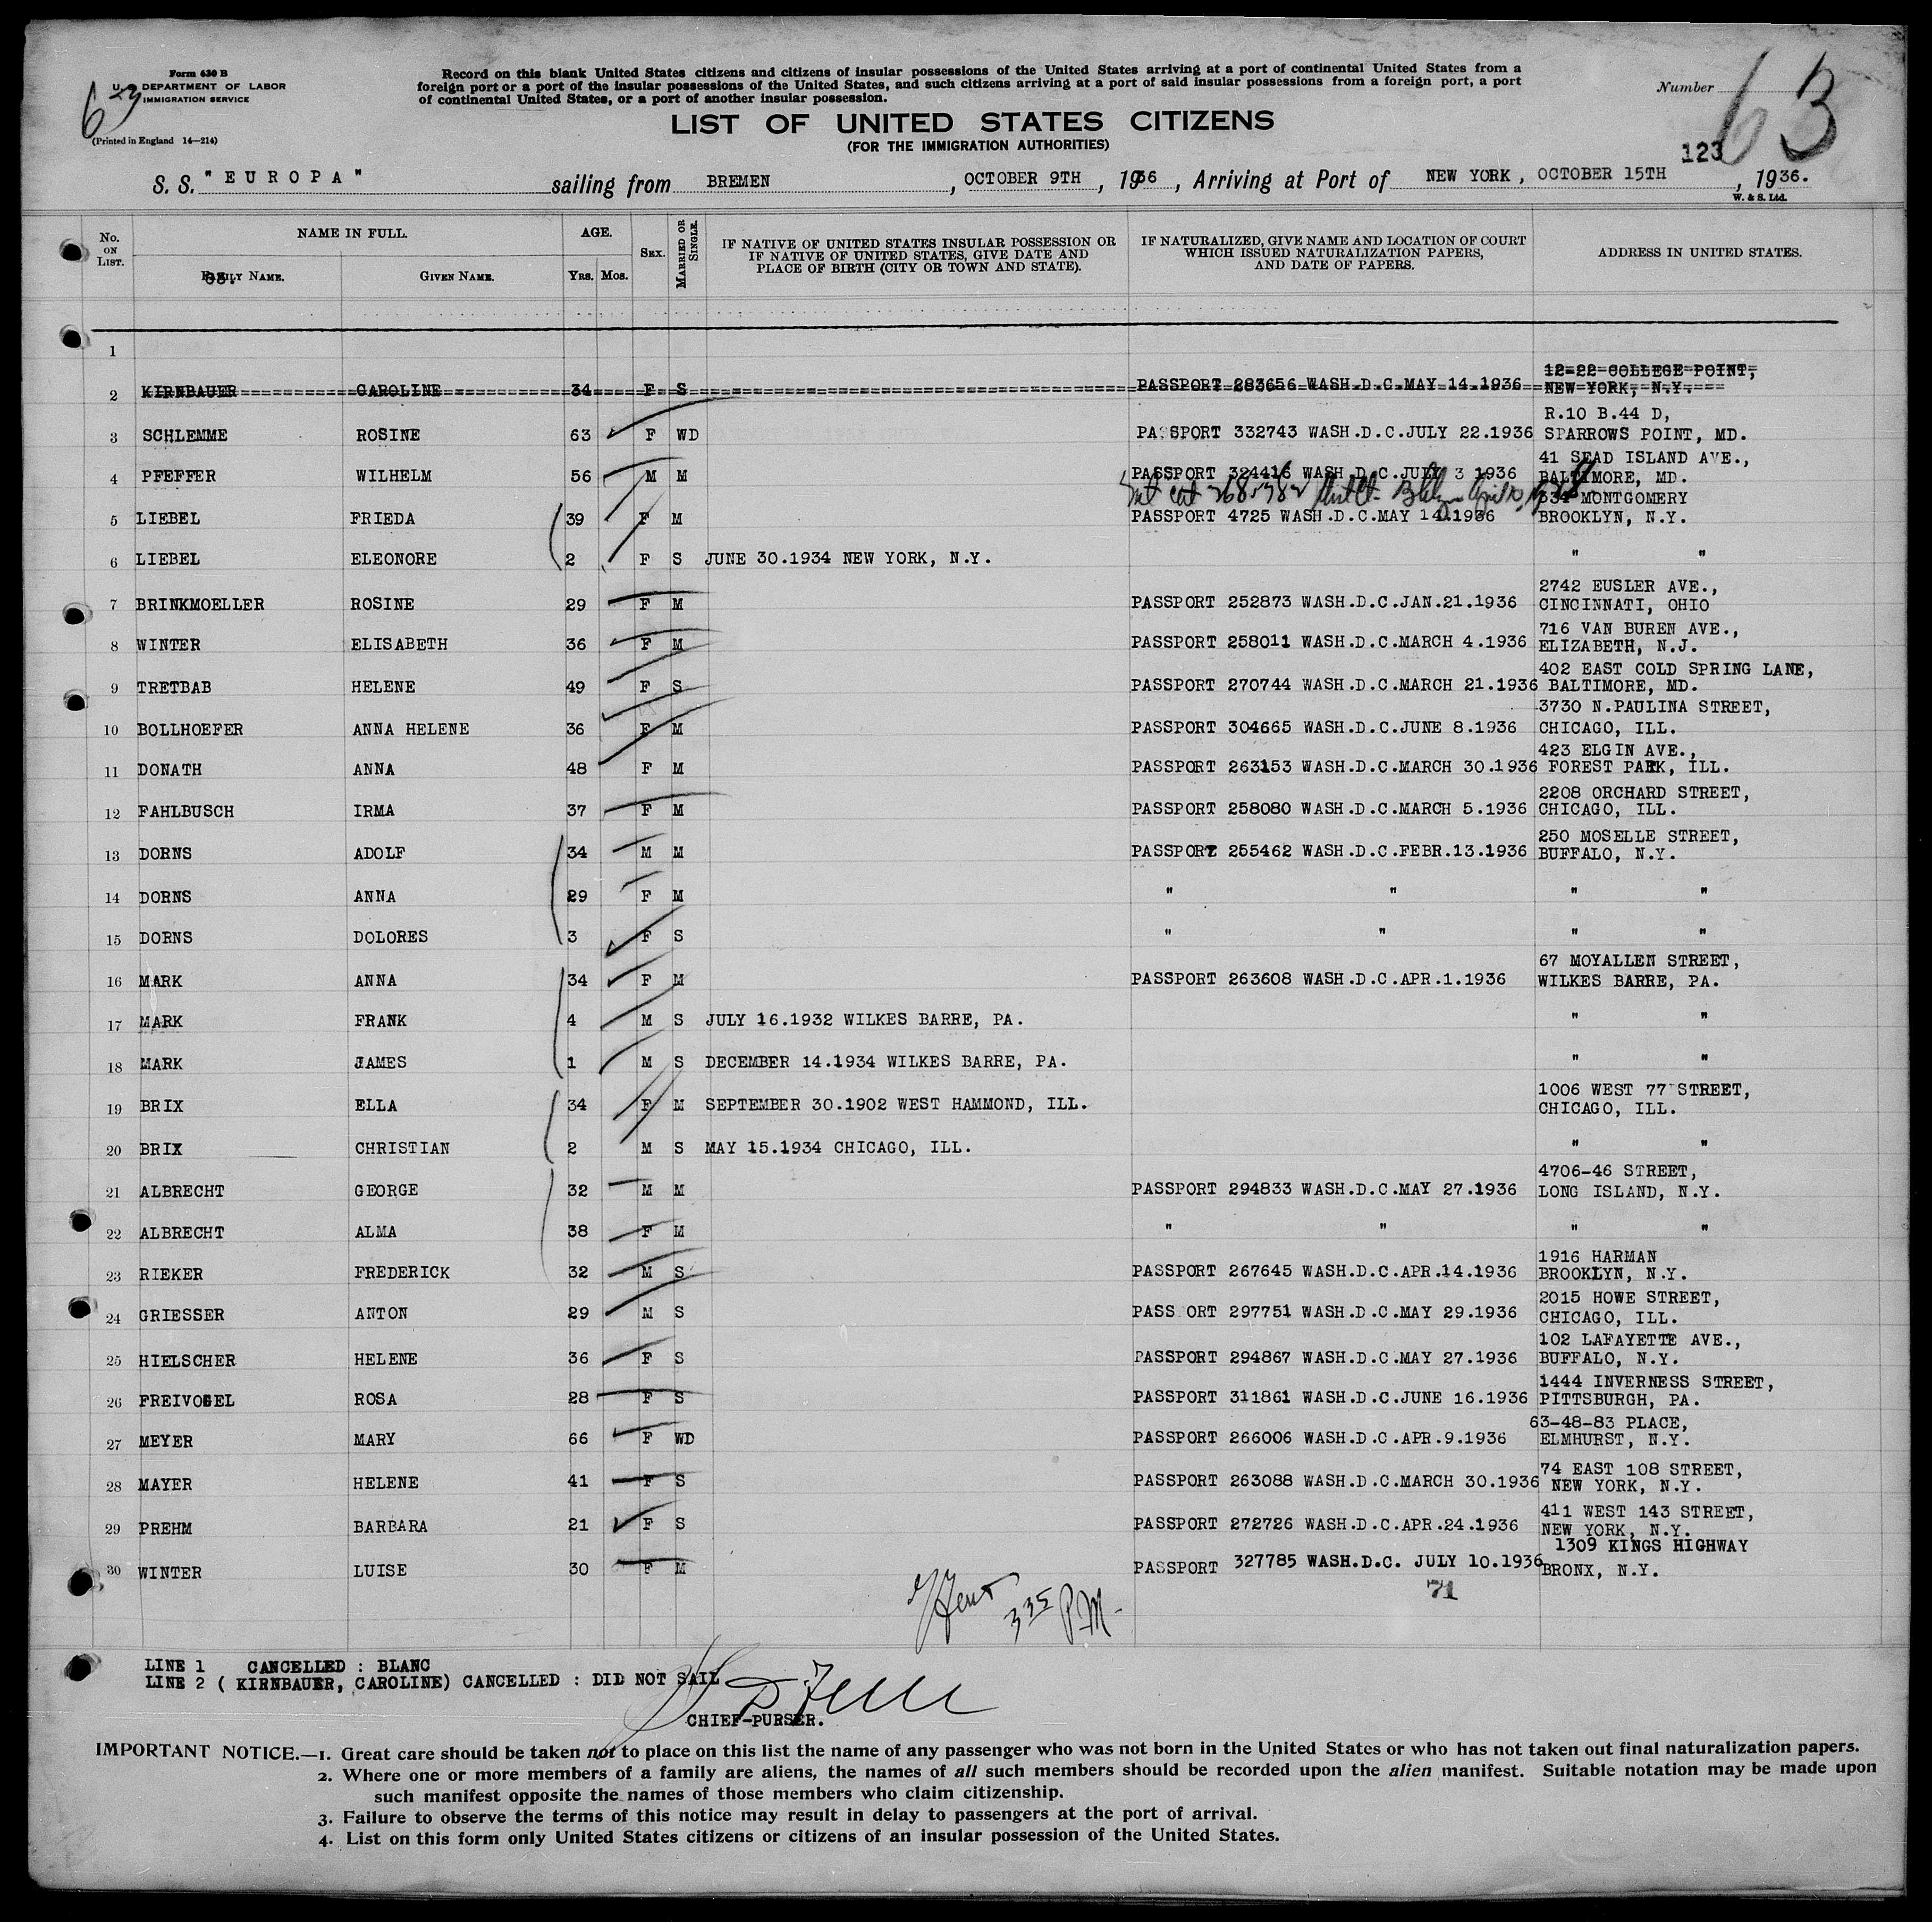 Form 630 B
U. S. DEPARTMENT OF LABOR
IMMIGRATION SERVICE
(Printed in England 14—214)
Record on this blank United States citizens and citizens of insular possessions of the United States arriving at a port of continental United States from a
foreign port or a port of the insular possessions of the United States, and such citizens arriving at a port of said insular possessions from a foreign port, a port
of continental United States, or a port of another insular possession.
Number 63
LIST OF UNITED STATES CITIZENS
(FOR THE IMMIGRATION AUTHORITIES)
123
S. S. "EUROPA" sailing from BREMEN, OCTOBER 9TH, 1936, Arriving at Port of NEW YORK, OCTOBER 15TH, 1936.
W. & S. Ltd.
No. ON LIST. NAME IN FULL. FAMILY NAME. GIVEN NAME. AGE. YRS. MOS. SEX. MARRIED OR SINGLE. IF NATIVE OF UNITED STATES INSULAR POSSESSION OR IF NATIVE OF UNITED STATES, GIVE DATE AND PLACE OF BIRTH (CITY OR TOWN AND STATE). IF NATURALIZED, GIVE NAME AND LOCATION OF COURT WHICH ISSUED NATURALIZATION PAPERS, AND DATE OF PAPERS. ADDRESS IN UNITED STATES.
1
2 KIRNBAUER CAROLINE 34 F S PASSPORT 283656 WASH.D.C.MAY 14.1936 12-22 COLLEGE POINT, NEW YORK, N.Y.
3 SCHLEMME ROSINE 63 F WD PASSPORT 332743 WASH.D.C.JULY 22.1936 R.10 B.44 D, SPARROWS POINT, MD.
4 PFEFFER WILHELM 56 M M PASSPORT 324416 WASH.D.C.JULY 3 1936 41 SEAD ISLAND AVE., BALTIMORE, MD.
5 LIEBEL FRIEDA 39 F M PASSPORT 4725 WASH.D.C.MAY 14.1936 334 MONTGOMERY BROOKLYN, N.Y.
6 LIEBEL ELEONORE 2 F S JUNE 30.1934 NEW YORK, N.Y. " "
7 BRINKMOELLER ROSINE 29 F M PASSPORT 252873 WASH.D.C.JAN.21.1936 2742 EUSLER AVE., CINCINNATI, OHIO
8 WINTER ELISABETH 36 F M PASSPORT 258011 WASH.D.C.MARCH 4.1936 716 VAN BUREN AVE., ELIZABETH, N.J.
9 TRETBAB HELENE 49 F S PASSPORT 270744 WASH.D.C.MARCH 21.1936 402 EAST COLD SPRING LANE, BALTIMORE, MD.
10 BOLLHOEFER ANNA HELENE 36 F M PASSPORT 304665 WASH.D.C.JUNE 8.1936 3730 N.PAULINA STREET, CHICAGO, ILL.
11 DONATH ANNA 48 F M PASSPORT 263153 WASH.D.C.MARCH 30.1936 423 ELGIN AVE., FOREST PARK, ILL.
12 FAHLBUSCH IRMA 37 F M PASSPORT 258080 WASH.D.C.MARCH 5.1936 2208 ORCHARD STREET, CHICAGO, ILL.
13 DORNS ADOLF 34 M M PASSPORT 255462 WASH.D.C.FEBR.13.1936 250 MOSELLE STREET, BUFFALO, N.Y.
14 DORNS ANNA 29 F M " " " "
15 DORNS DOLORES 3 F S " " " "
16 MARK ANNA 34 F M PASSPORT 263608 WASH.D.C.APR.1.1936 67 MOYALLEN STREET, WILKES BARRE, PA.
17 MARK FRANK 4 M S JULY 16.1932 WILKES BARRE, PA. " "
18 MARK JAMES 1 M S DECEMBER 14.1934 WILKES BARRE, PA. " "
19 BRIX ELLA 34 F M SEPTEMBER 30.1902 WEST HAMMOND, ILL. 1006 WEST 77 STREET, CHICAGO, ILL.
20 BRIX CHRISTIAN 2 M S MAY 15.1934 CHICAGO, ILL. " "
21 ALBRECHT GEORGE 32 M M PASSPORT 294833 WASH.D.C.MAY 27.1936 4706-46 STREET, LONG ISLAND, N.Y.
22 ALBRECHT ALMA 38 F M " " " "
23 RIEKER FREDERICK 32 M S PASSPORT 267645 WASH.D.C.APR.14.1936 1916 HARMAN BROOKLYN, N.Y.
24 GRIESSER ANTON 29 M S PASS ORT 297751 WASH.D.C.MAY 29.1936 2015 HOWE STREET, CHICAGO, ILL.
25 HIELSCHER HELENE 36 F S PASSPORT 294867 WASH.D.C.MAY 27.1936 102 LAFAYETTE AVE., BUFFALO, N.Y.
26 FREIVOGEL ROSA 28 F S PASSPORT 311861 WASH.D.C.JUNE 16.1936 1444 INVERNESS STREET, PITTSBURGH, PA.
27 MEYER MARY 66 F WD PASSPORT 266006 WASH.D.C.APR.9.1936 63-48-83 PLACE, ELMHURST, N.Y.
28 MAYER HELENE 41 F S PASSPORT 263088 WASH.D.C.MARCH 30.1936 74 EAST 108 STREET, NEW YORK, N.Y.
29 PREHM BARBARA 21 F S PASSPORT 272726 WASH.D.C.APR.24.1936 411 WEST 143 STREET, NEW YORK, N.Y.
30 WINTER LUISE 30 F M PASSPORT 327785 WASH.D.C. JULY 10.1936 1309 KINGS HIGHWAY BRONX, N.Y.
71
3 35 PM
LINE 1 CANCELLED : BLANC
LINE 2 ( KIRNBAUER, CAROLINE) CANCELLED : DID NOT SAIL
CHIEF-PURSER.
IMPORTANT NOTICE.—1. Great care should be taken not to place on this list the name of any passenger who was not born in the United States or who has not taken out final naturalization papers.
2. Where one or more members of a family are aliens, the names of all such members should be recorded upon the alien manifest. Suitable notation may be made upon
such manifest opposite the names of those members who claim citizenship.
3. Failure to observe the terms of this notice may result in delay to passengers at the port of arrival.
4. List on this form only United States citizens or citizens of an insular possession of the United States.